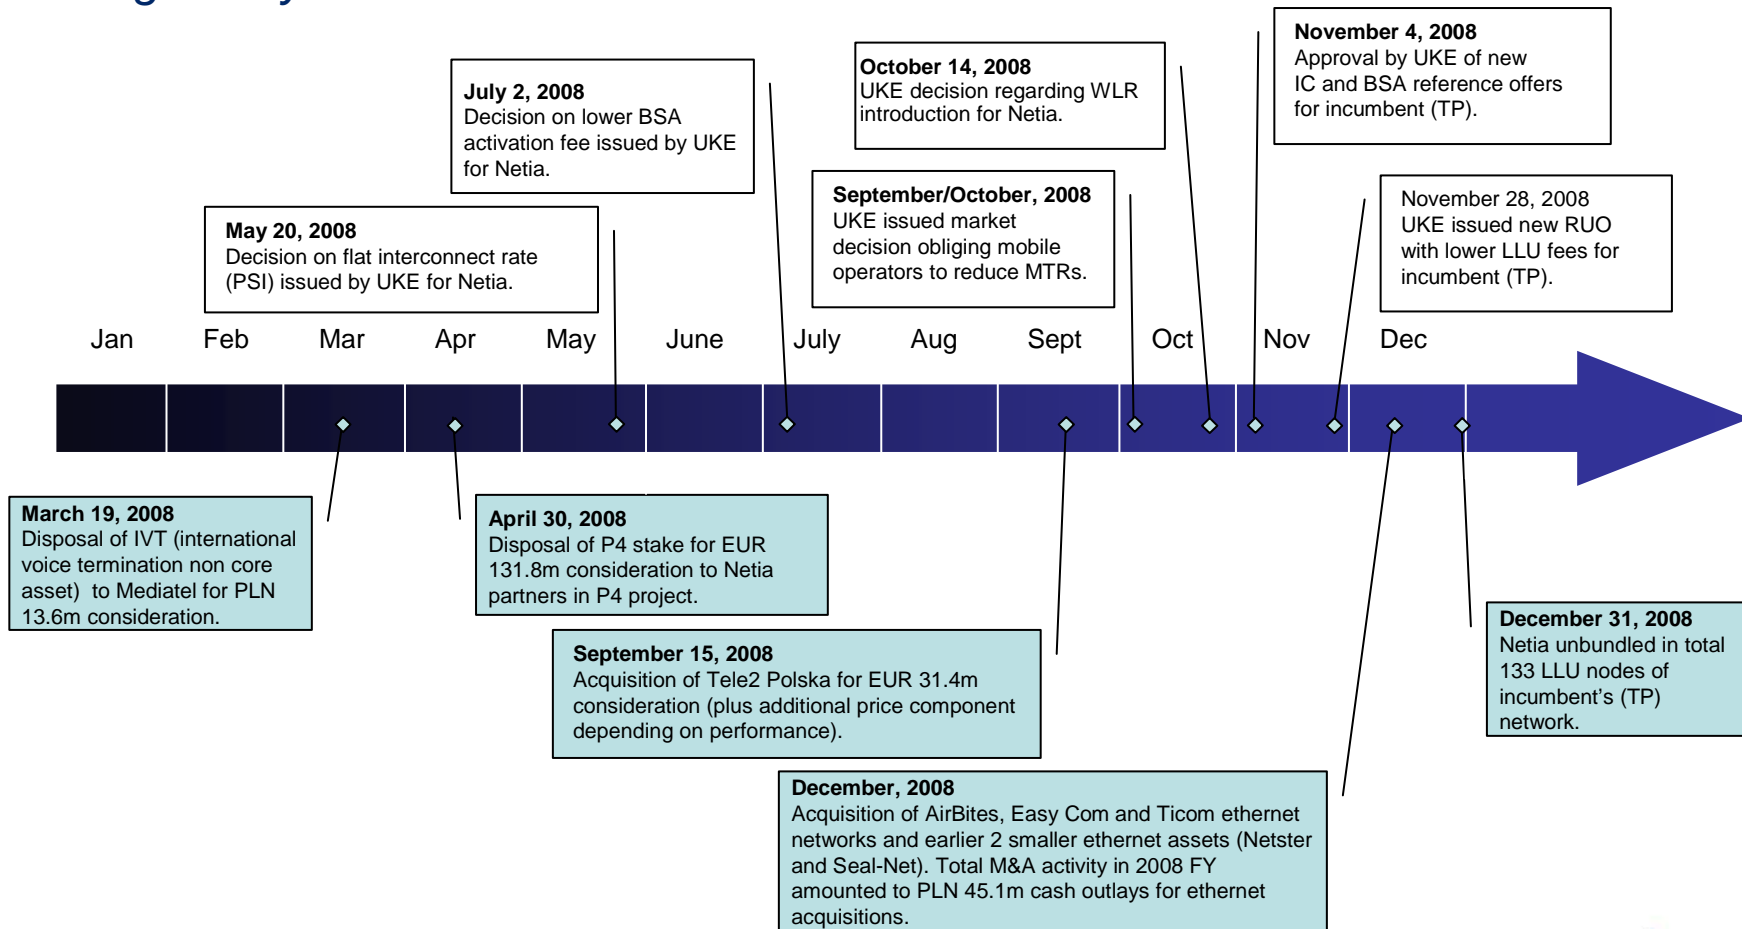 November 4, 2008
Approval by UKE of new
IC and BSA reference offers
for incumbent (TP).
October 14, 2008
UKE decision regarding WLR
introduction for Netia.
July 2, 2008
Decision on lower BSA
activation fee issued by UKE
for Netia.
September/October, 2008
UKE issued market
decision obliging mobile
operators to reduce MTRs.
November 28, 2008
UKE issued new RUO
with lower LLU fees for
incumbent (TP).
May 20, 2008
Decision on flat interconnect rate
(PSI) issued by UKE for Netia.
Jan Feb Mar Apr May June July Aug Sept Oct Nov Dec
March 19, 2008
Disposal of IVT (international
voice termination non core
asset) to Mediatel for PLN
13.6m consideration.
April 30, 2008
Disposal of P4 stake for EUR
131.8m consideration to Netia
partners in P4 project.
September 15, 2008
Acquisition of Tele2 Polska for EUR 31.4m
consideration (plus additional price component
depending on performance).
December 31, 2008
Netia unbundled in total
133 LLU nodes of
incumbent's (TP)
network.
December, 2008
Acquisition of AirBites, Easy Com and Ticom ethernet
networks and earlier 2 smaller ethernet assets (Netster
and Seal-Net). Total M&A activity in 2008 FY
amounted to PLN 45.1m cash outlays for ethernet
acquisitions.